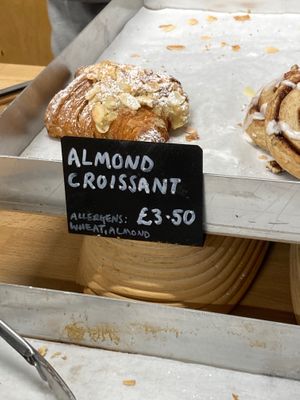 ALMOND
CROISSANT
ALLERGENS: £3.50
WHEAT, ALMOND